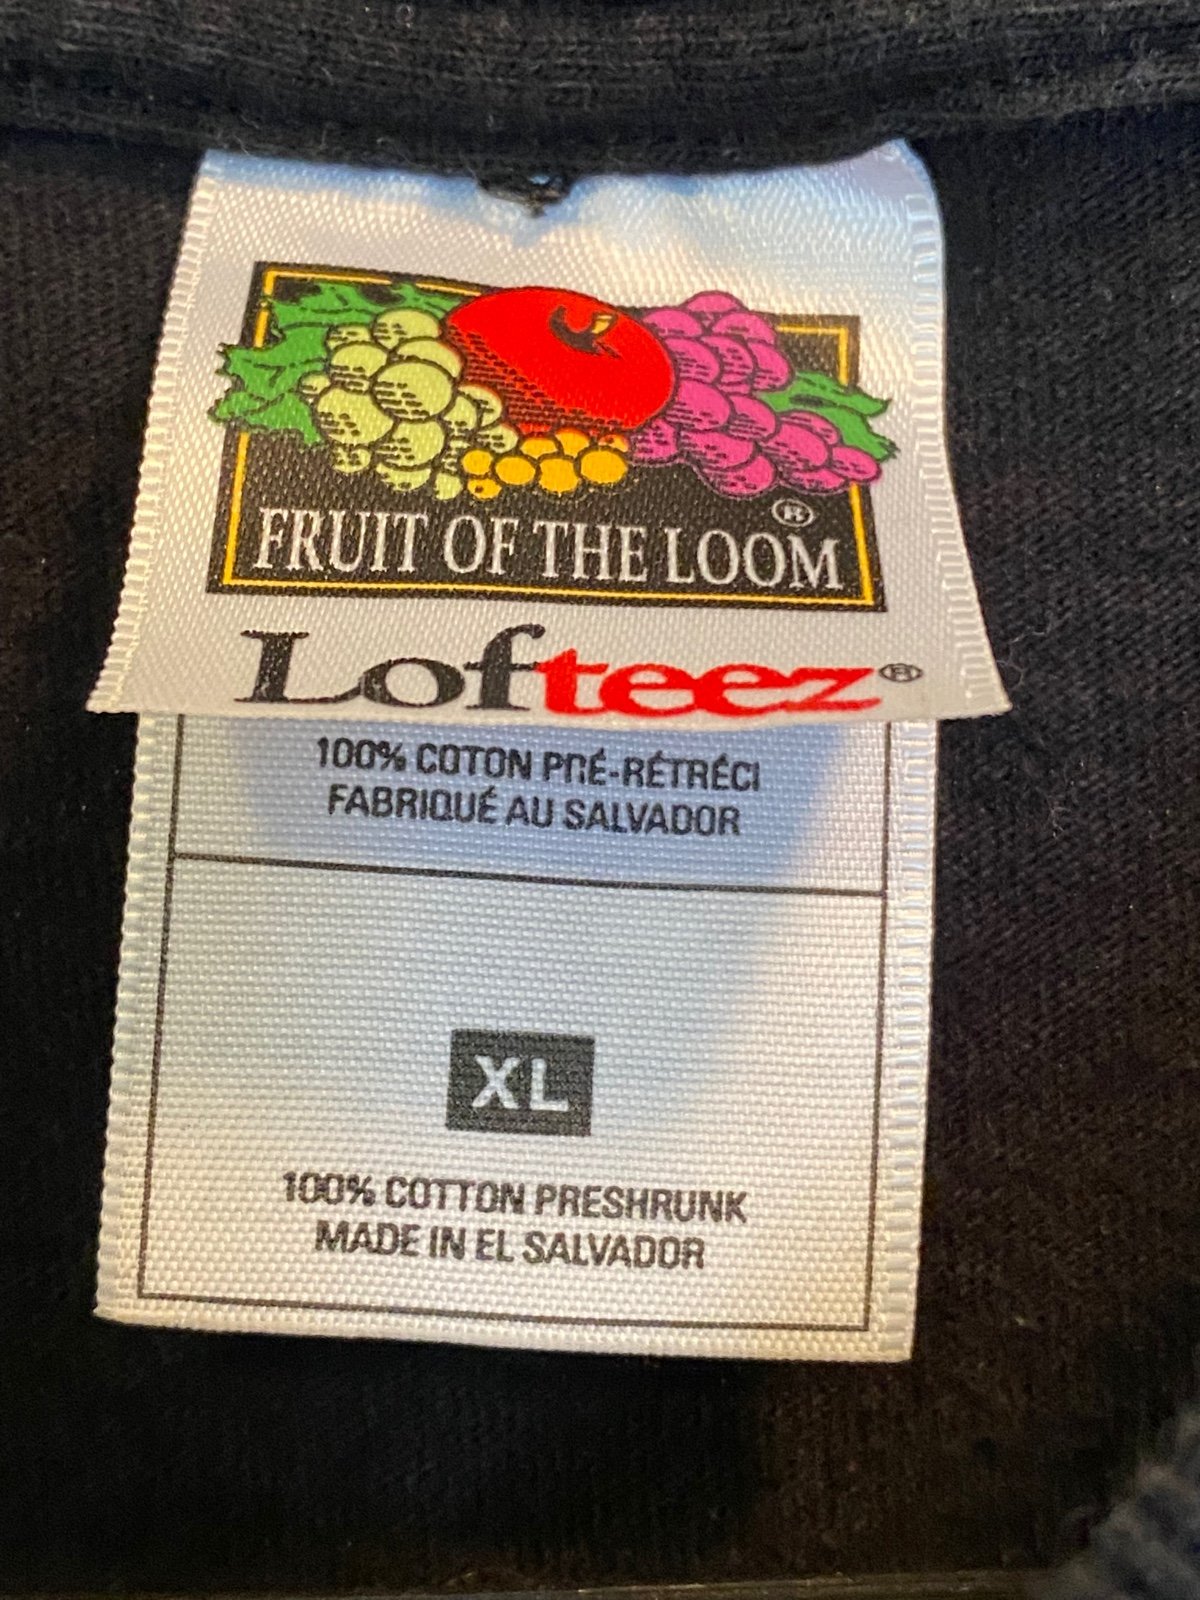 FRUIT OF THE LOOM®
Lofteez®
100% COTON PRÉ-RÉTRÉCI
FABRIQUÉ AU SALVADOR
XL
100% COTTON PRESHRUNK
MADE IN EL SALVADOR